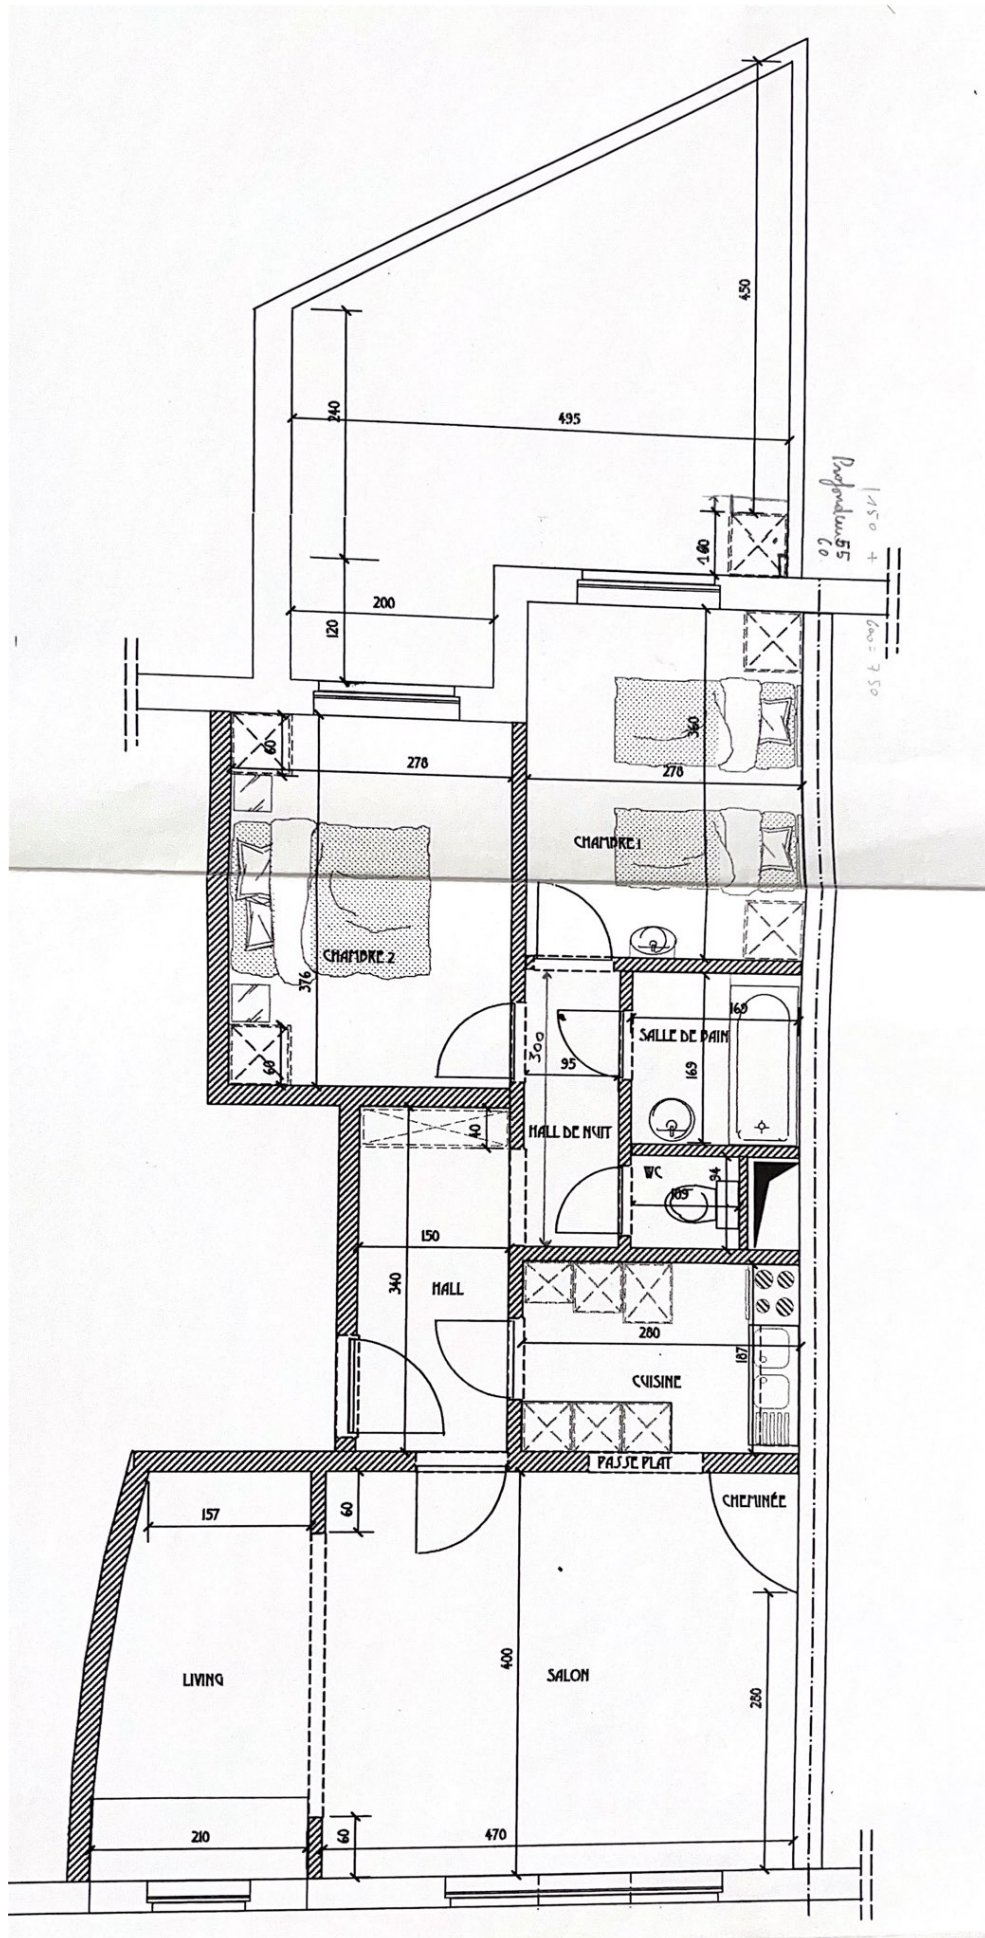 450
240
495
Profondeur 55
60
1150 +
600 = 750
160
200
120
60
278
360
278
CHAMBRE 1
CHAMBRE 2
376
60
300
95
169
SALLE DE BAIN
169
HALL DE NUIT
40
WC
109
94
150
340
HALL
280
187
CUISINE
PASSE PLAT
CHEMINÉE
157
60
LIVING
400
SALON
280
210
60
470